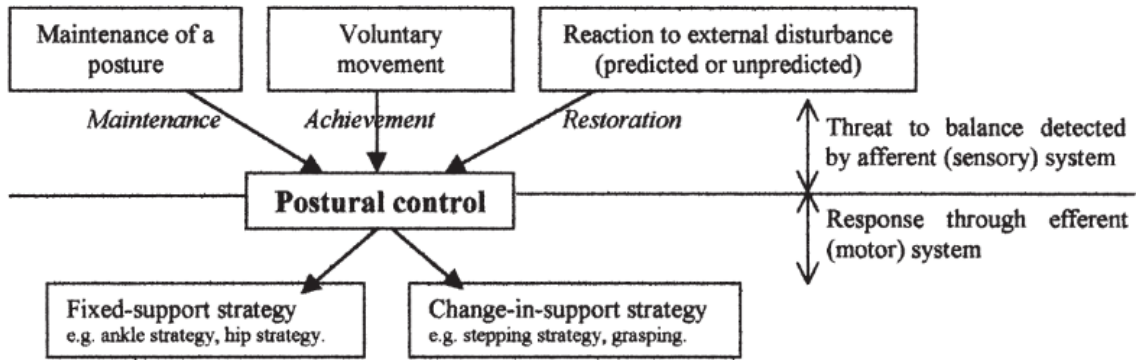 Maintenance of a
posture
Voluntary
movement
Reaction to external disturbance
(predicted or unpredicted)
Maintenance
Achievement
Restoration
Threat to balance detected
by afferent (sensory) system
Postural control
Response through efferent
(motor) system
Fixed-support strategy
e.g. ankle strategy, hip strategy.
Change-in-support strategy
e.g. stepping strategy, grasping.